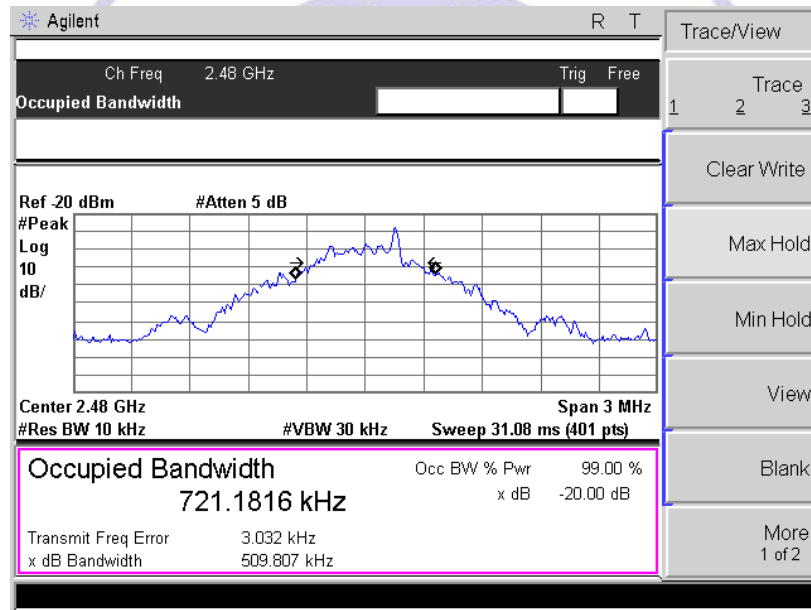 Agilent R T
Ch Freq 2.48 GHz Trig Free
Occupied Bandwidth
Ref -20 dBm #Atten 5 dB
#Peak
Log
10
dB/
Center 2.48 GHz Span 3 MHz
#Res BW 10 kHz #VBW 30 kHz Sweep 31.08 ms (401 pts)
Occupied Bandwidth
721.1816 kHz
Occ BW % Pwr 99.00 %
x dB -20.00 dB
Transmit Freq Error 3.032 kHz
x dB Bandwidth 509.807 kHz
Trace/View
Trace
1 2 3
Clear Write
Max Hold
Min Hold
View
Blank
More
1 of 2